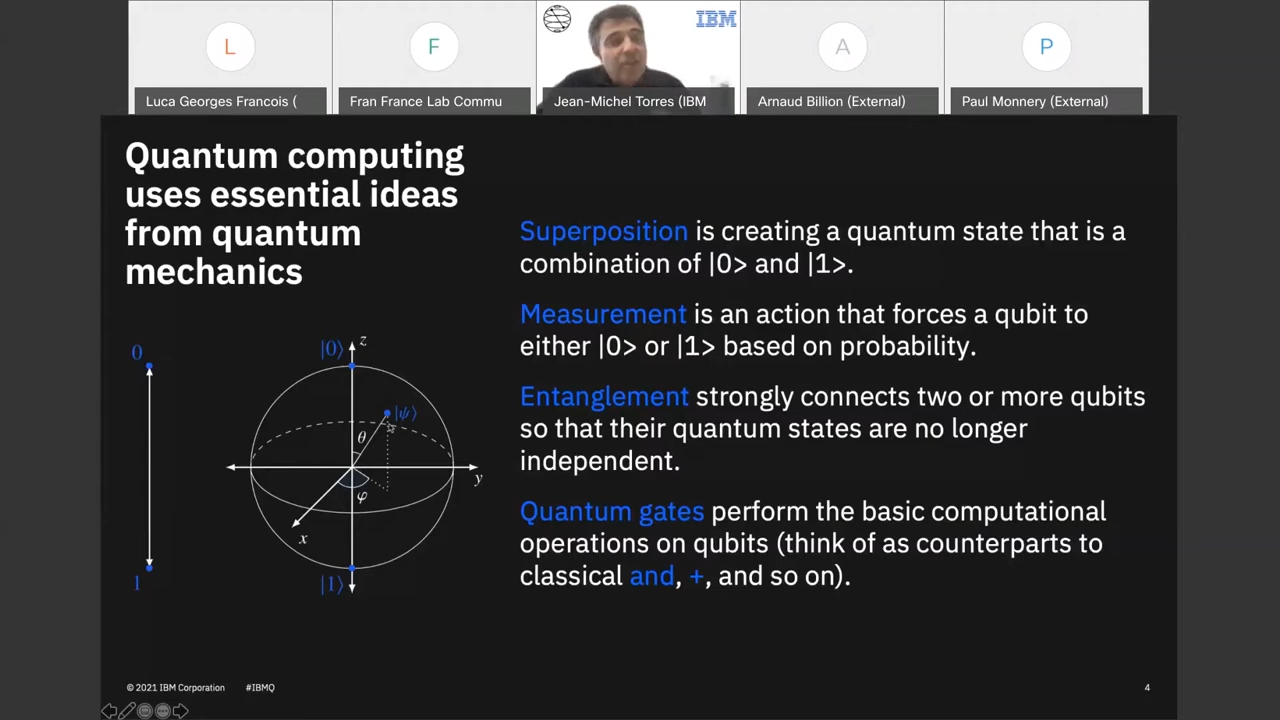 L
F
IBM
A
P
Luca Georges Francois (
Fran France Lab Commu
Jean-Michel Torres (IBM
Arnaud Billion (External)
Paul Monnery (External)
Quantum computing
uses essential ideas
from quantum
mechanics
Superposition is creating a quantum state that is a
combination of |0> and |1>.
Measurement is an action that forces a qubit to
either |0> or |1> based on probability.
Entanglement strongly connects two or more qubits
so that their quantum states are no longer
independent.
Quantum gates perform the basic computational
operations on qubits (think of as counterparts to
classical and, +, and so on).
0
1
|0⟩
z
|ψ⟩
θ
φ
y
x
|1⟩
© 2021 IBM Corporation #IBMQ
4